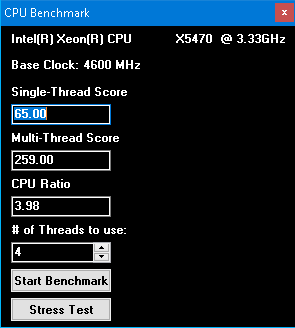 CPU Benchmark x
Intel(R) Xeon(R) CPU X5470 @ 3.33GHz
Base Clock: 4600 MHz
Single-Thread Score
65.00
Multi-Thread Score
259.00
CPU Ratio
3.98
# of Threads to use:
4
Start Benchmark
Stress Test